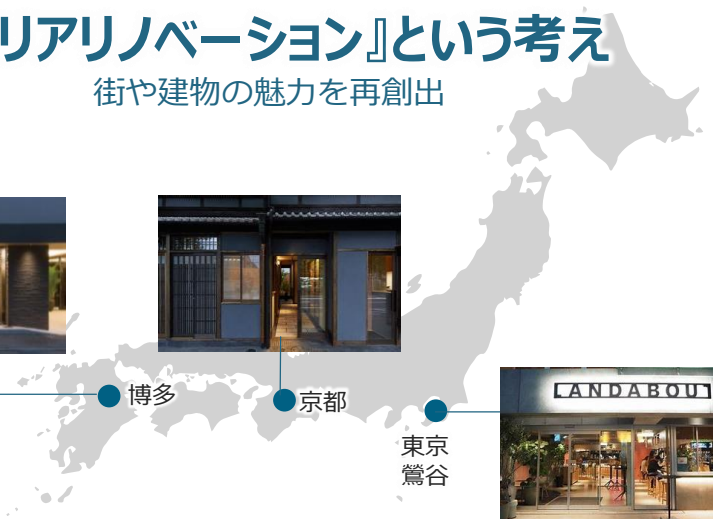 リアリノベーション』という考え
街や建物の魅力を再創出
博多
京都
東京
鶯谷
LANDABOUT